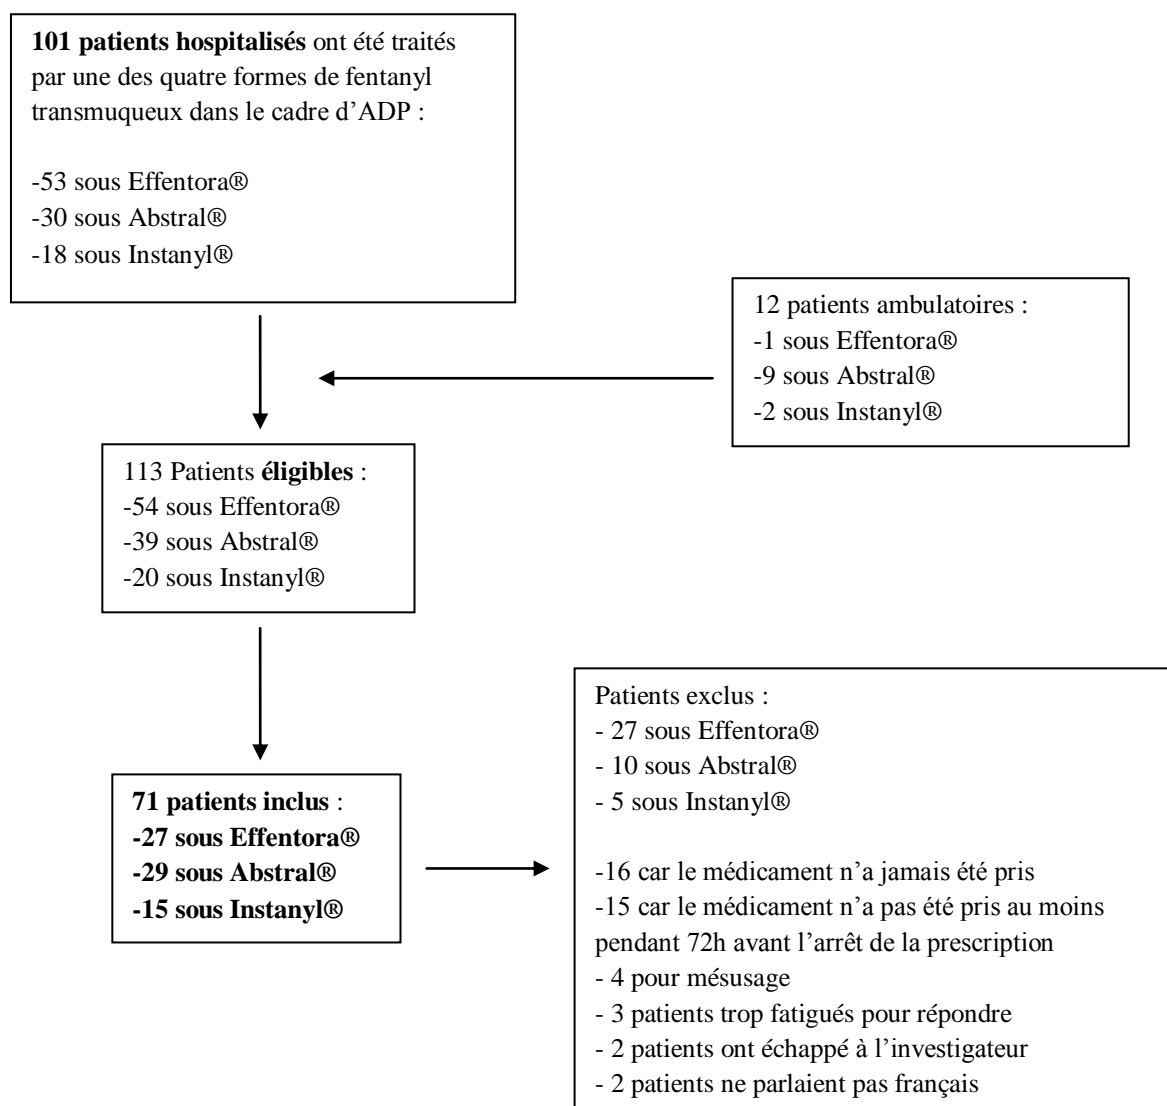 101 patients hospitalisés ont été traités
par une des quatre formes de fentanyl
transmuqueux dans le cadre d’ADP :
-53 sous Effentora®
-30 sous Abstral®
-18 sous Instanyl®
12 patients ambulatoires :
-1 sous Effentora®
-9 sous Abstral®
-2 sous Instanyl®
113 Patients éligibles :
-54 sous Effentora®
-39 sous Abstral®
-20 sous Instanyl®
71 patients inclus :
-27 sous Effentora®
-29 sous Abstral®
-15 sous Instanyl®
Patients exclus :
- 27 sous Effentora®
- 10 sous Abstral®
- 5 sous Instanyl®
-16 car le médicament n’a jamais été pris
-15 car le médicament n’a pas été pris au moins
pendant 72h avant l’arrêt de la prescription
- 4 pour mésusage
- 3 patients trop fatigués pour répondre
- 2 patients ont échappé à l’investigateur
- 2 patients ne parlaient pas français